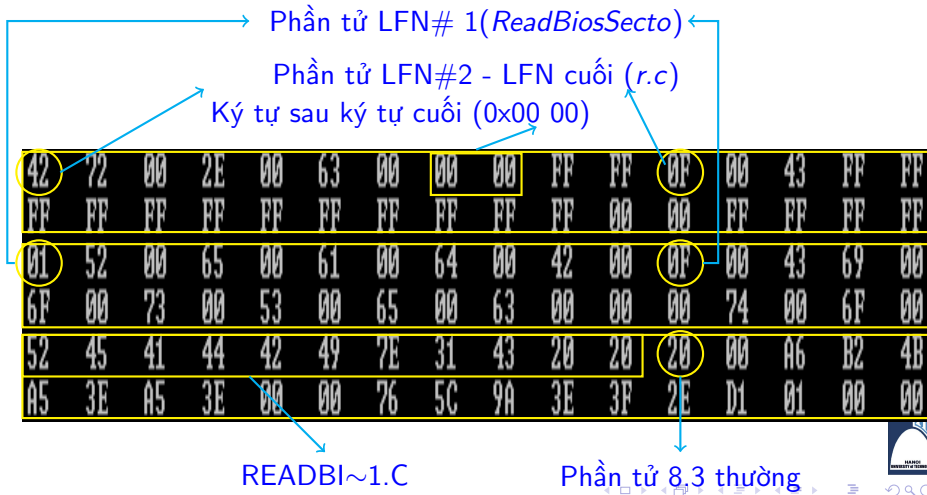 Phần tử LFN# 1(ReadBiosSecto)
Phần tử LFN#2 - LFN cuối (r.c)
Ký tự sau ký tự cuối (0x00 00)
42 72 00 2E 00 63 00 00 00 FF FF 0F 00 43 FF FF
FF FF FF FF FF FF FF FF FF FF 00 00 FF FF FF FF
01 52 00 65 00 61 00 64 00 42 00 0F 00 43 69 00
6F 00 73 00 53 00 65 00 63 00 00 00 74 00 6F 00
52 45 41 44 42 49 7E 31 43 20 20 20 00 A6 B2 4B
A5 3E A5 3E 00 00 76 5C 9A 3E 3F 2E D1 01 00 00
HANOI
READBI∼1.C Phần tử 8.3 thường